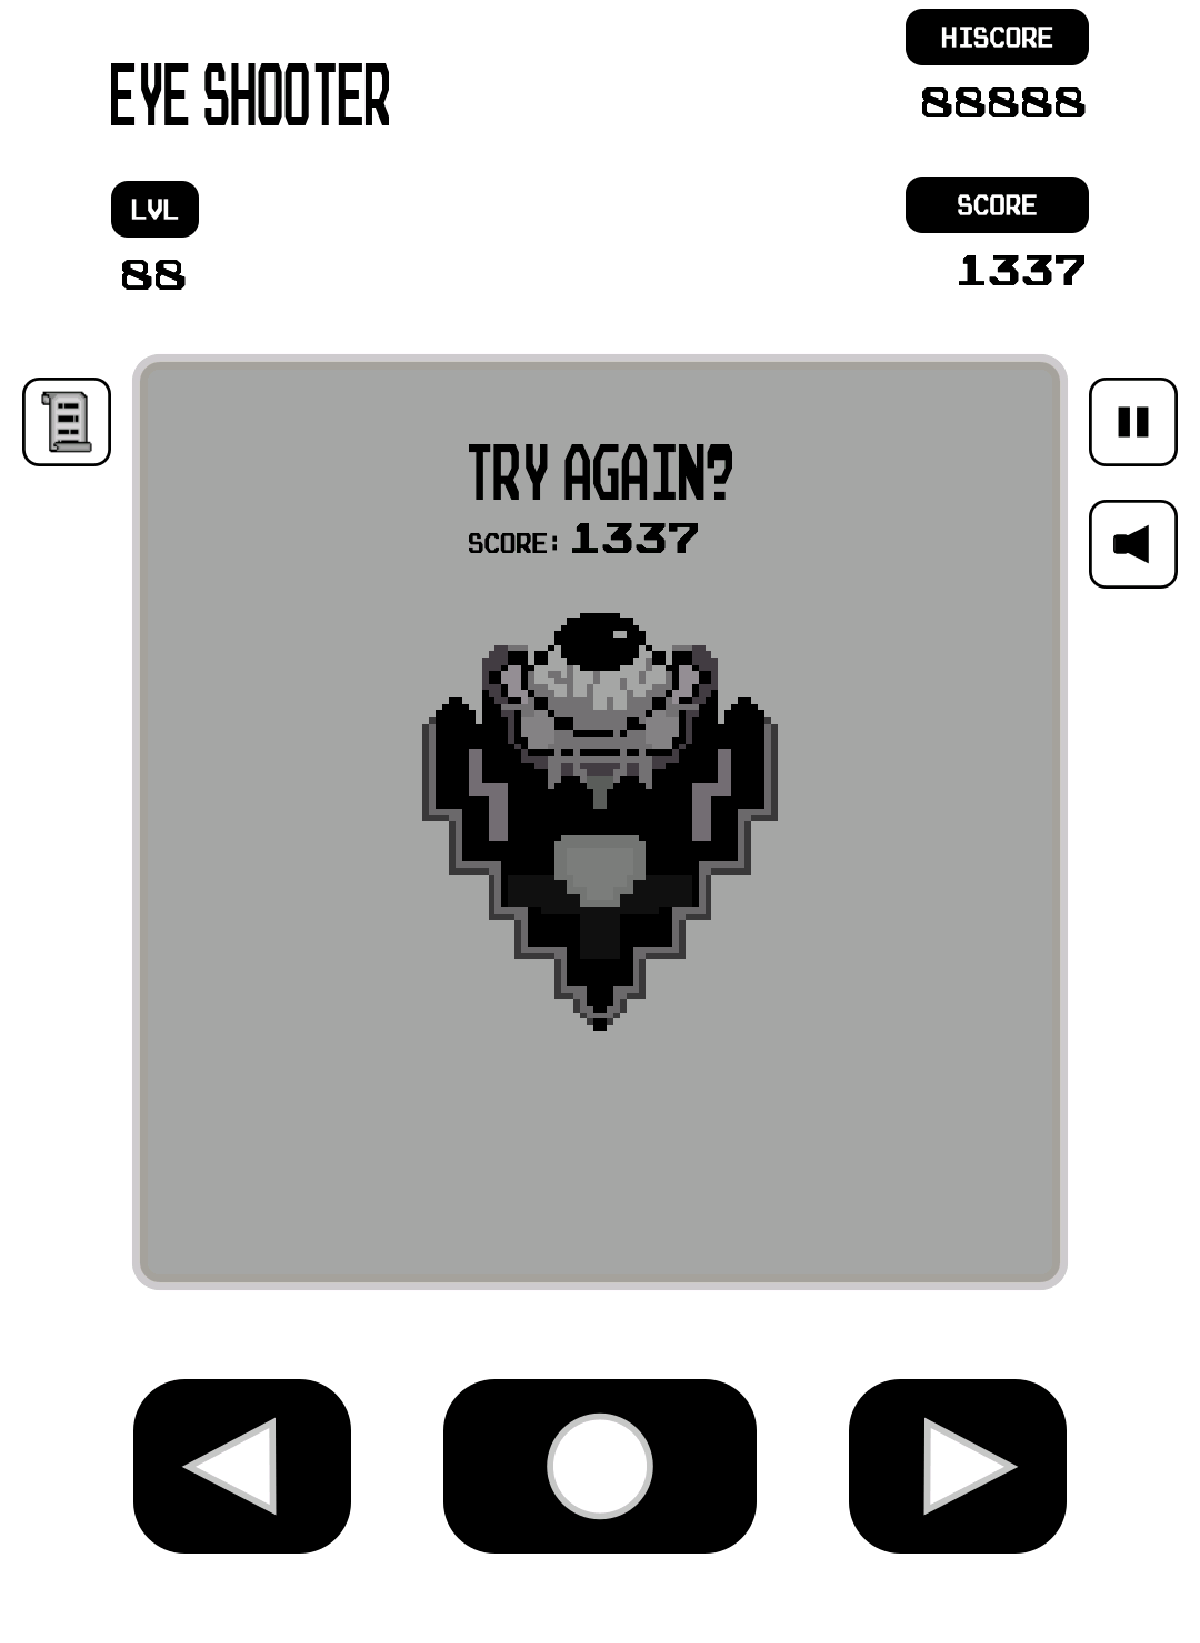 EYE SHOOTER
HISCORE
88888
LVL
88
SCORE
1337
TRY AGAIN?
SCORE: 1337